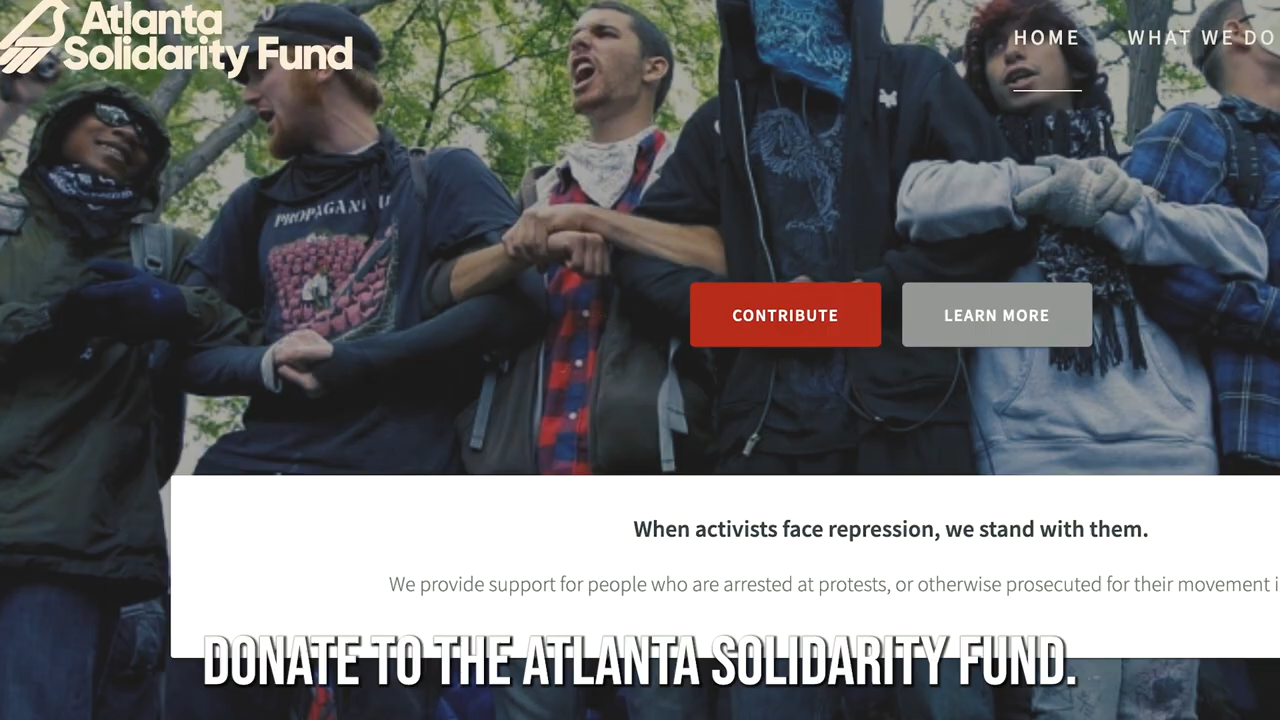 Atlanta
Solidarity Fund
HOME
WHAT WE DO
CONTRIBUTE
LEARN MORE
When activists face repression, we stand with them.
We provide support for people who are arrested at protests, or otherwise prosecuted for their movement
DONATE TO THE ATLANTA SOLIDARITY FUND.